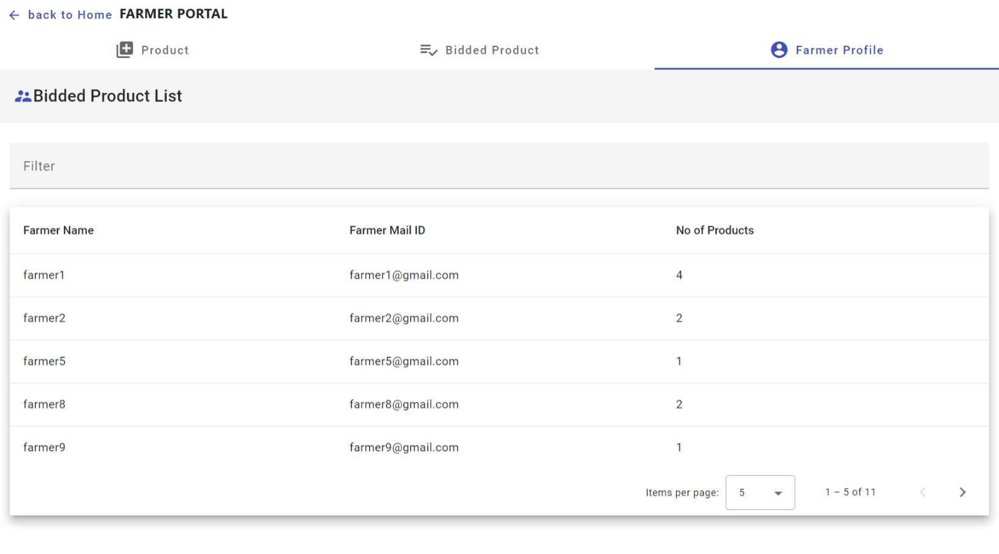 back to Home FARMER PORTAL
Product Bidded Product Farmer Profile
Bidded Product List
Filter
Farmer Name Farmer Mail ID No of Products
farmer1 farmer1@gmail.com 4
farmer2 farmer2@gmail.com 2
farmer5 farmer5@gmail.com 1
farmer8 farmer8@gmail.com 2
farmer9 farmer9@gmail.com 1
Items per page: 5 1 – 5 of 11